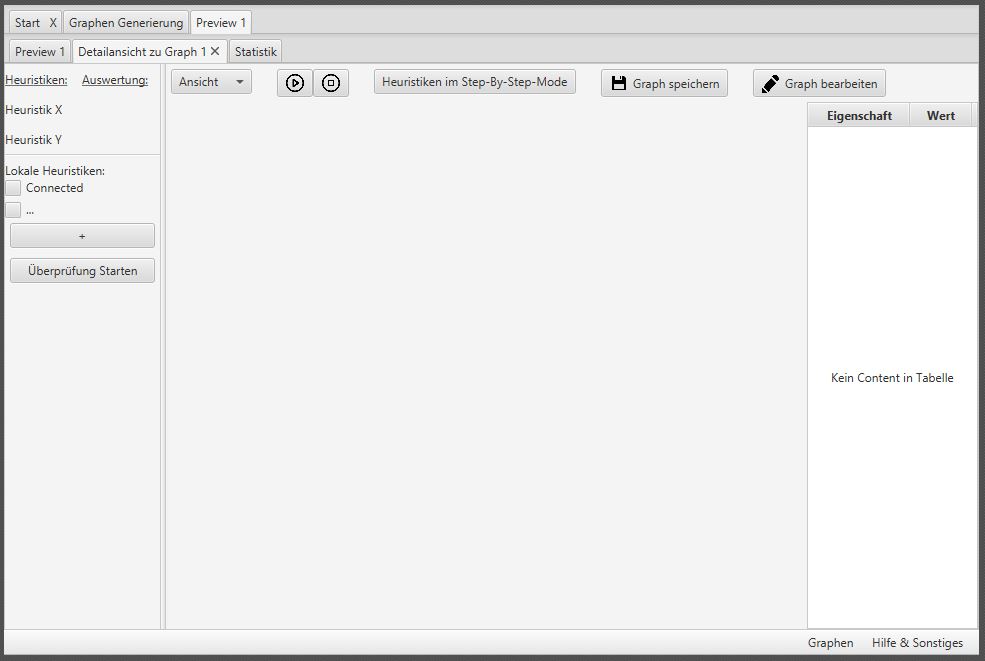 Start X Graphen Generierung Preview 1
Preview 1 Detailansicht zu Graph 1 ✕ Statistik
Heuristiken: Auswertung: Ansicht Heuristiken im Step-By-Step-Mode Graph speichern Graph bearbeiten
Heuristik X
Heuristik Y
Eigenschaft Wert
Lokale Heuristiken:
Connected
...
+
Überprüfung Starten
Kein Content in Tabelle
Graphen Hilfe & Sonstiges